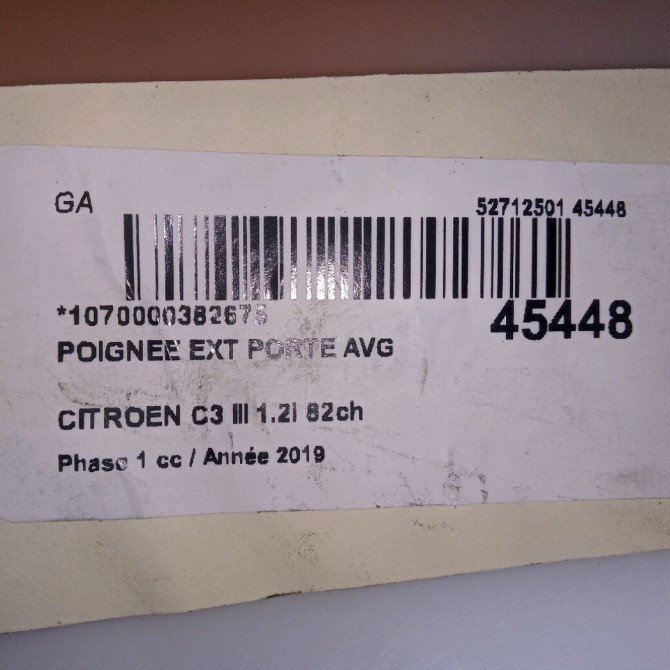 GA
52712501 45448
*1070000382678
45448
POIGNEE EXT PORTE AVG
CITROEN C3 III 1.2i 82ch
Phase 1 cc / Année 2019